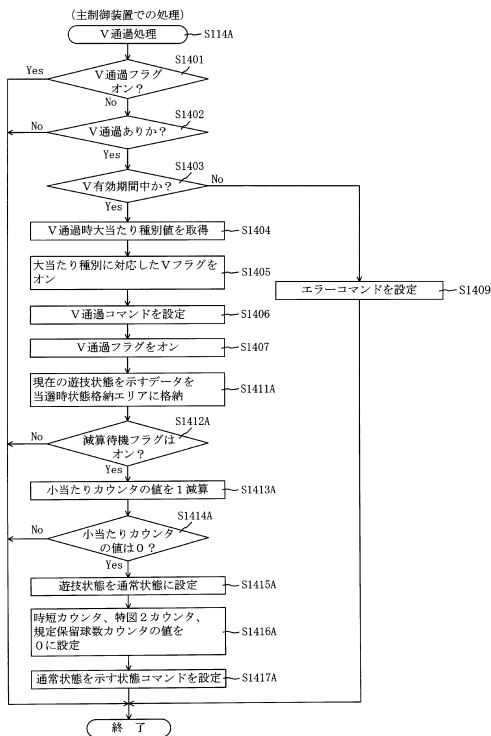 (主制御装置での処理)
V通過処理
S114A
S1401
Yes
V通過フラグ
オン?
No
S1402
No
V通過ありか?
Yes
S1403
V有効期間中か?
No
Yes
V通過時大当たり種別値を取得
S1404
大当たり種別に対応したVフラグを
オン
S1405
エラーコマンドを設定
S1409
V通過コマンドを設定
S1406
V通過フラグをオン
S1407
現在の遊技状態を示すデータを
当選時状態格納エリアに格納
S1411A
S1412A
No
減算待機フラグは
オン?
Yes
小当たりカウンタの値を1減算
S1413A
S1414A
No
小当たりカウンタ
の値は0?
Yes
遊技状態を通常状態に設定
S1415A
時短カウンタ、特図2カウンタ、
規定保留球数カウンタの値を
0に設定
S1416A
通常状態を示す状態コマンドを設定
S1417A
終 了